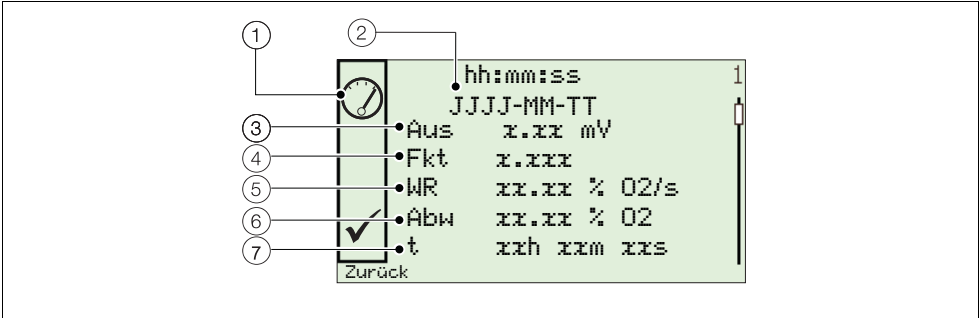 1
2
hh:mm:ss 1
JJJJ-MM-TT
3 Aus x.xx mV
4 Fkt x.xxx
5 WR xx.xx % O2/s
6 Abw xx.xx % O2
7 t xxh xxm xxs
Zurück